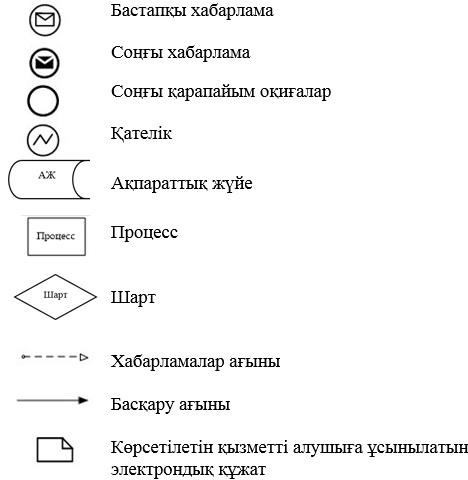 Бастапқы хабарлама
Соңғы хабарлама
Соңғы қарапайым оқиғалар
Қателік
АЖ
Ақпараттық жүйе
Процесс
Процесс
Шарт
Шарт
Хабарламалар ағыны
Басқару ағыны
Көрсетілетін қызметті алушыға ұсынылатын
электрондық құжат